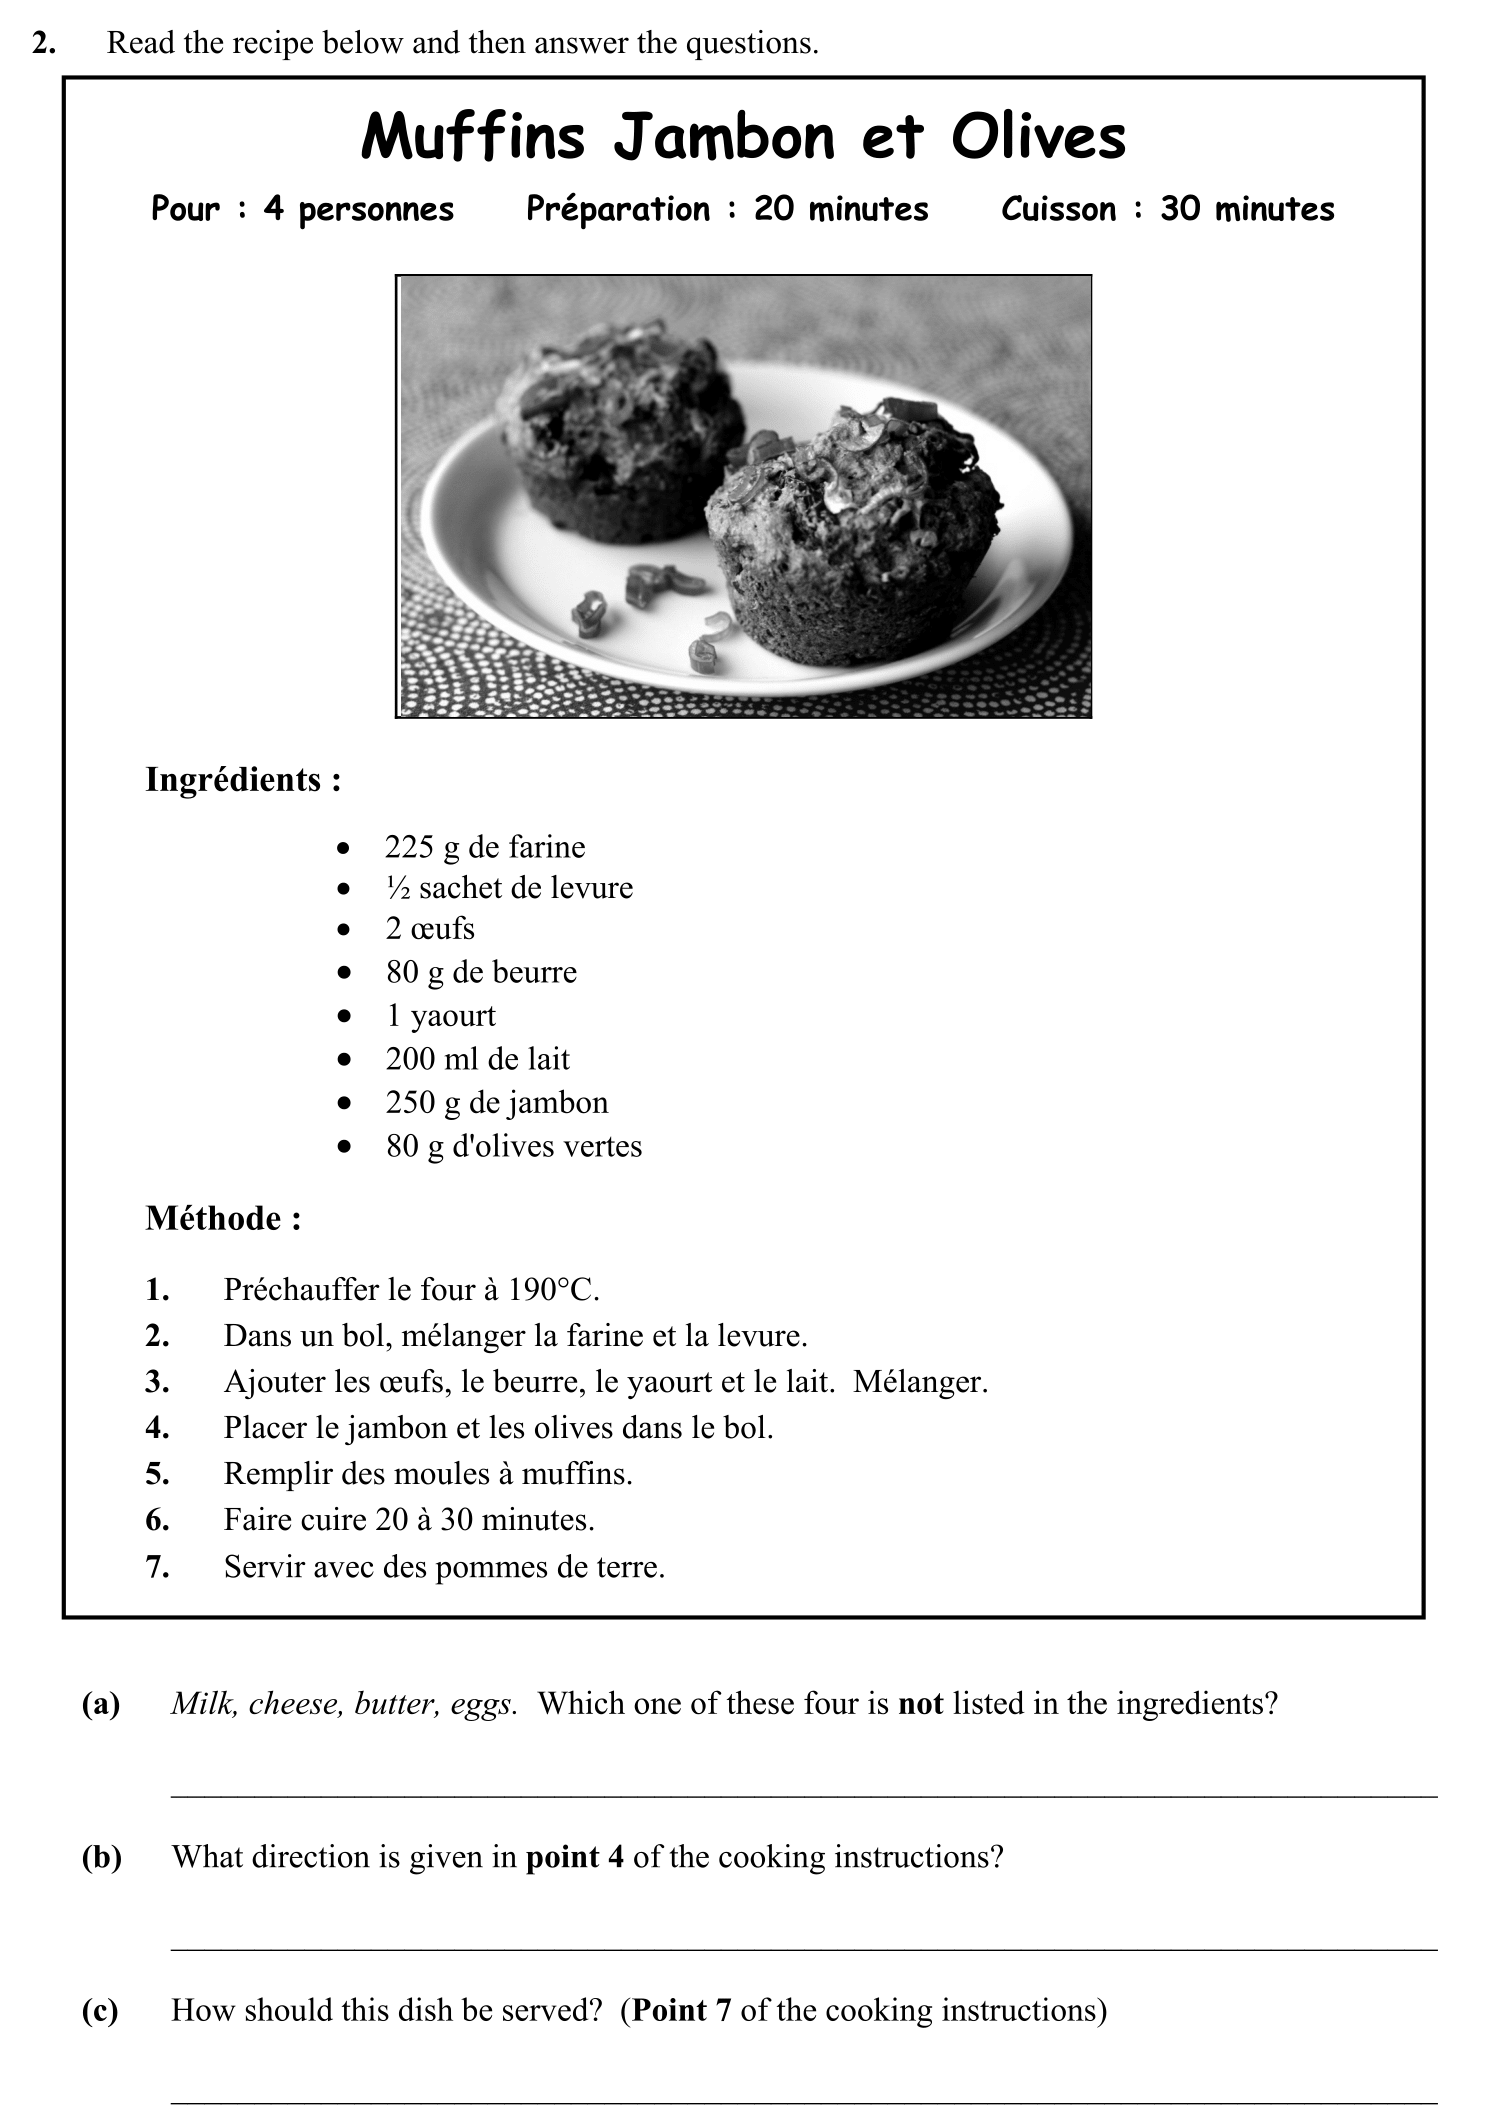 2. Read the recipe below and then answer the questions.
Muffins Jambon et Olives
Pour : 4 personnes Préparation : 20 minutes Cuisson : 30 minutes
Ingrédients :
• 225 g de farine
• ½ sachet de levure
• 2 œufs
• 80 g de beurre
• 1 yaourt
• 200 ml de lait
• 250 g de jambon
• 80 g d'olives vertes
Méthode :
1. Préchauffer le four à 190°C.
2. Dans un bol, mélanger la farine et la levure.
3. Ajouter les œufs, le beurre, le yaourt et le lait. Mélanger.
4. Placer le jambon et les olives dans le bol.
5. Remplir des moules à muffins.
6. Faire cuire 20 à 30 minutes.
7. Servir avec des pommes de terre.
(a) Milk, cheese, butter, eggs. Which one of these four is not listed in the ingredients?
(b) What direction is given in point 4 of the cooking instructions?
(c) How should this dish be served? (Point 7 of the cooking instructions)